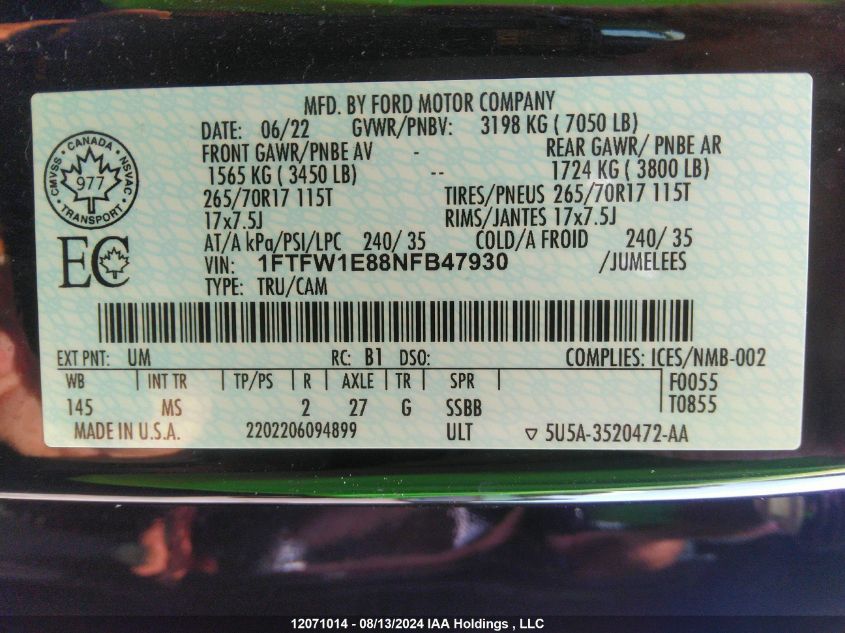 MFD. BY FORD MOTOR COMPANY
DATE: 06/22 GVWR/PNBV: 3198 KG ( 7050 LB)
FRONT GAWR/PNBE AV - REAR GAWR/ PNBE AR
1565 KG ( 3450 LB) -- 1724 KG ( 3800 LB)
265/70R17 115T TIRES/PNEUS 265/70R17 115T
17x7.5J RIMS/JANTES 17x7.5J
AT/A kPa/PSI/LPC 240/ 35 COLD/A FROID 240/ 35
VIN: 1FTFW1E88NFB47930 /JUMELEES
TYPE: TRU/CAM
CMVSS • CANADA • NSVAC • TRANSPORT •
977
EC
EXT PNT: UM RC: B1 DSO: COMPLIES: ICES/NMB-002
WB INT TR TP/PS R AXLE TR SPR F0055
145 MS 2 27 G SSBB T0855
MADE IN U.S.A. 2202206094899 ULT ▽ 5U5A-3520472-AA
12071014 - 08/13/2024 IAA Holdings , LLC